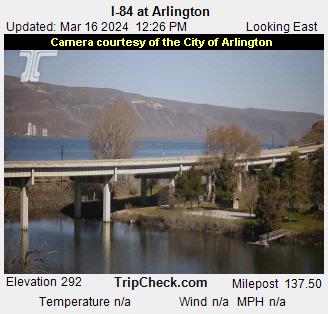 I-84 at Arlington
Updated: Mar 16 2024 12:26 PM Looking East
Camera courtesy of the City of Arlington
Elevation 292 TripCheck.com Milepost 137.50
Temperature n/a Wind n/a MPH n/a